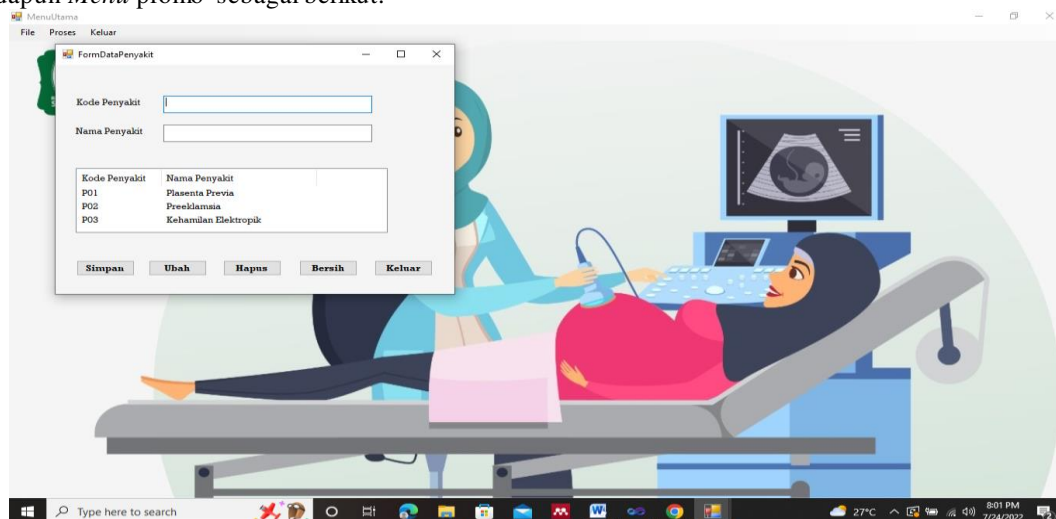 Menu promo sebagai berikut:
MenuUtama
File Proses Keluar
FormDataPenyakit
Kode Penyakit
Nama Penyakit
Kode Penyakit Nama Penyakit
P01 Plasenta Previa
P02 Preeklamsia
P03 Kehamilan Elektropik
Simpan Ubah Hapus Bersih Keluar
Type here to search
27°C
8:01 PM
7/24/2022